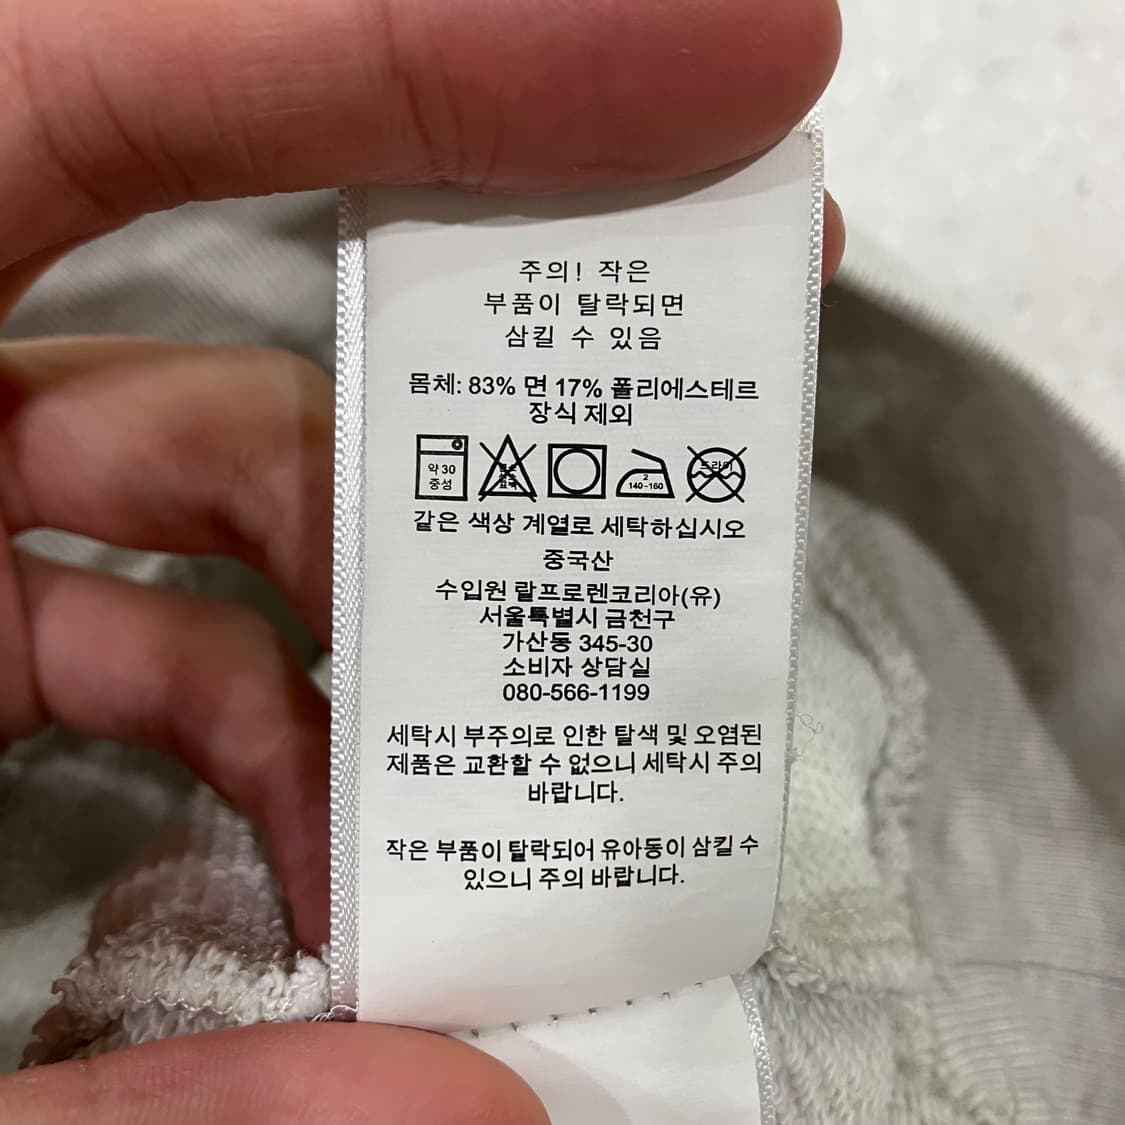 주의! 작은
부품이 탈락되면
삼킬 수 있음
몸체: 83% 면 17% 폴리에스테르
장식 제외
약 30
중성
2
140~160
드라이
같은 색상 계열로 세탁하십시오
중국산
수입원 랄프로렌코리아(유)
서울특별시 금천구
가산동 345-30
소비자 상담실
080-566-1199
세탁시 부주의로 인한 탈색 및 오염된
제품은 교환할 수 없으니 세탁시 주의
바랍니다.
작은 부품이 탈락되어 유아동이 삼킬 수
있으니 주의 바랍니다.